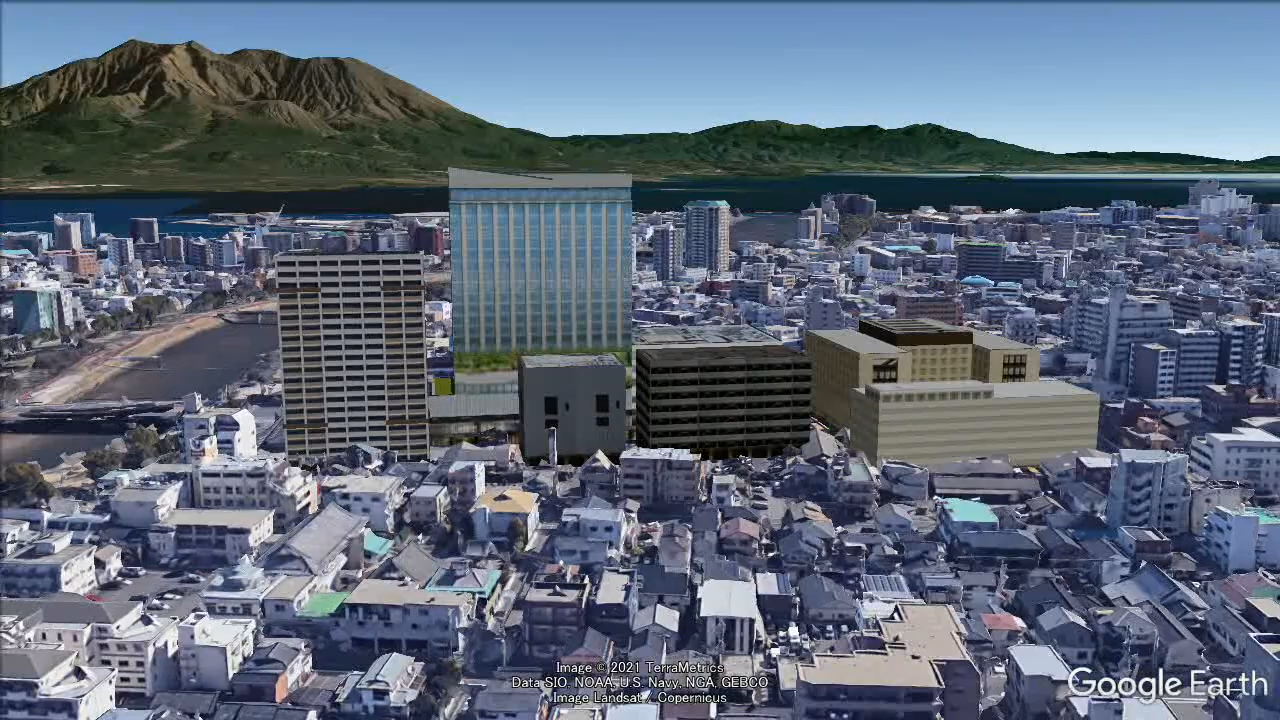 Image © 2021 TerraMetrics
Data SIO, NOAA, U.S. Navy, NGA, GEBCO
Image Landsat / Copernicus
Google Earth